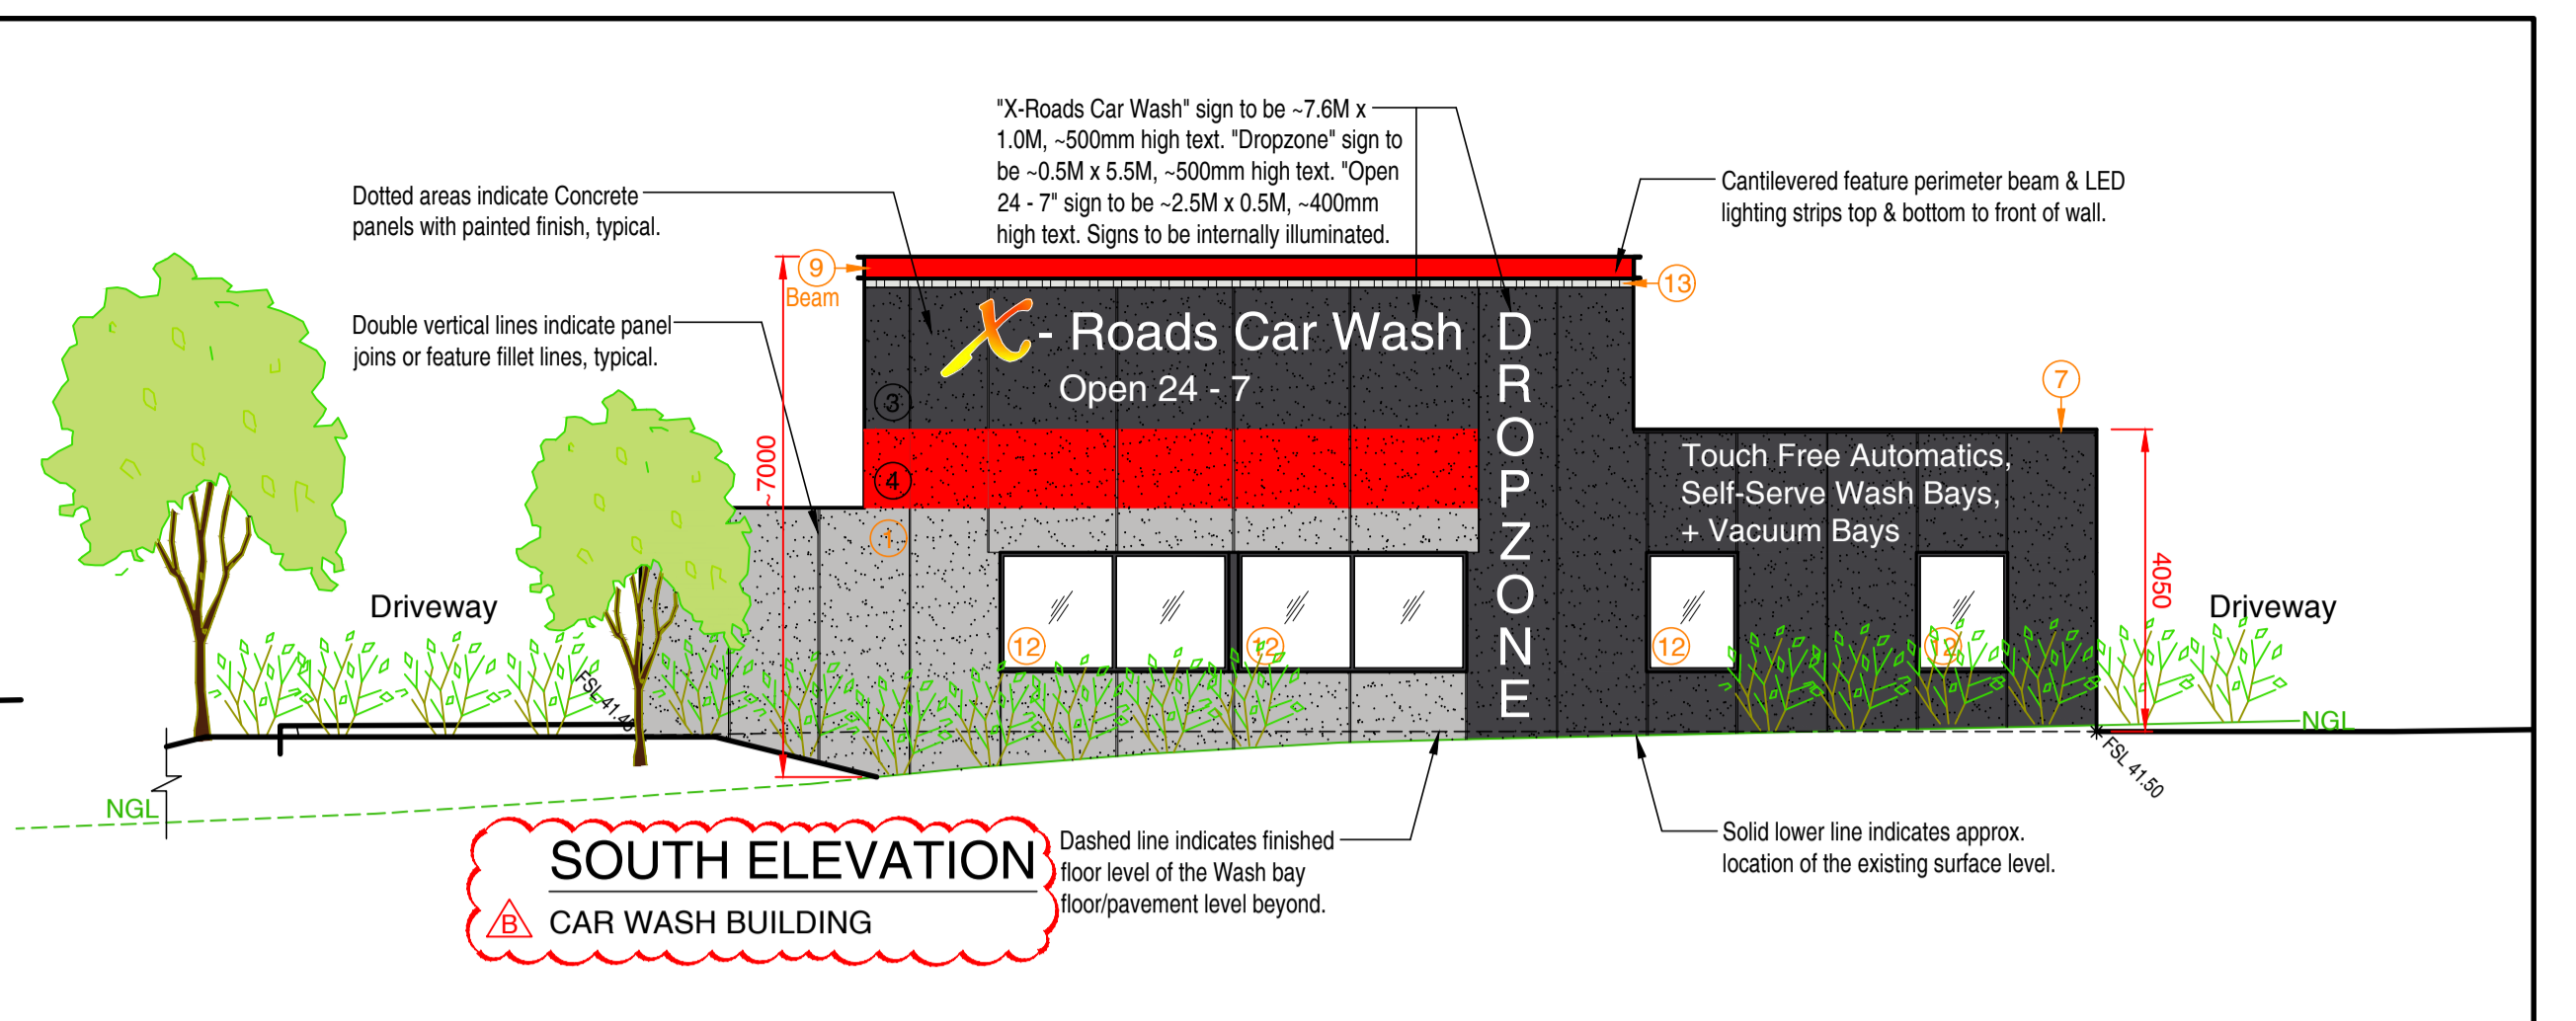 "X-Roads Car Wash" sign to be ~7.6M x
1.0M, ~500mm high text. "Dropzone" sign to
be ~0.5M x 5.5M, ~500mm high text. "Open
24 - 7" sign to be ~2.5M x 0.5M, ~400mm
high text. Signs to be internally illuminated.
Dotted areas indicate Concrete
panels with painted finish, typical.
Cantilevered feature perimeter beam & LED
lighting strips top & bottom to front of wall.
9
Beam
13
Double vertical lines indicate panel
joins or feature fillet lines, typical.
X - Roads Car Wash
Open 24 - 7
DROPZONE
3
4
1
7
~7000
Touch Free Automatics,
Self-Serve Wash Bays,
+ Vacuum Bays
4050
Driveway
Driveway
12
12
12
12
FSL 41.45
NGL
FSL 41.50
NGL
SOUTH ELEVATION
B CAR WASH BUILDING
Dashed line indicates finished
floor level of the Wash bay
floor/pavement level beyond.
Solid lower line indicates approx.
location of the existing surface level.